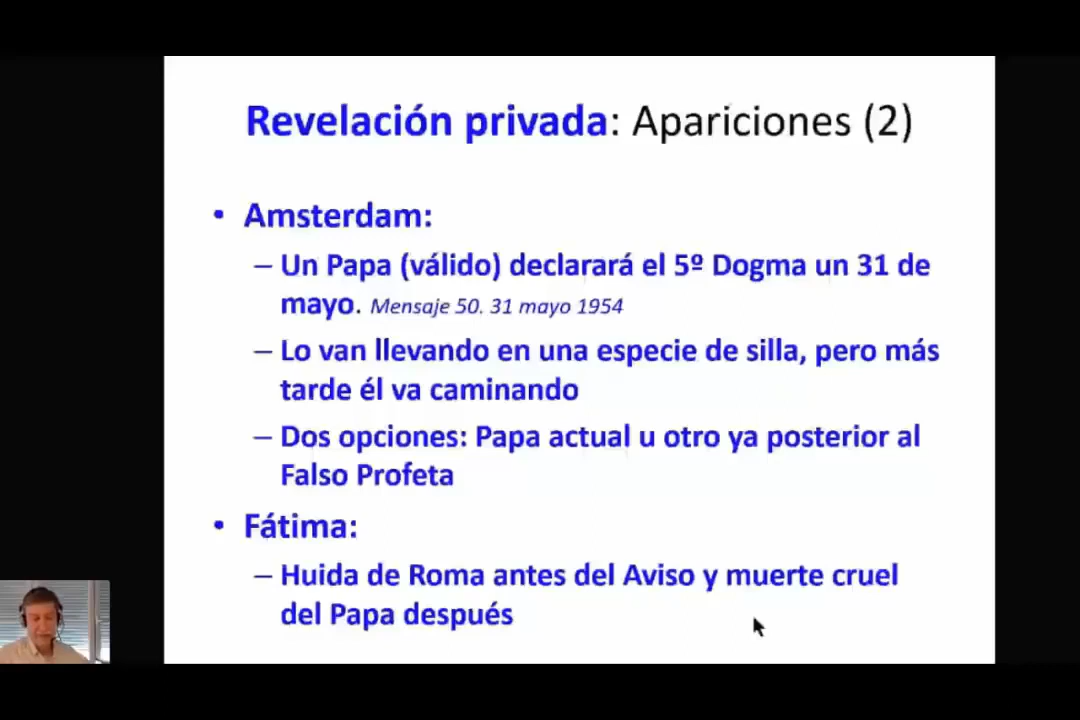 Revelación privada: Apariciones (2)
• Amsterdam:
– Un Papa (válido) declarará el 5º Dogma un 31 de
mayo. Mensaje 50. 31 mayo 1954
– Lo van llevando en una especie de silla, pero más
tarde él va caminando
– Dos opciones: Papa actual u otro ya posterior al
Falso Profeta
• Fátima:
– Huida de Roma antes del Aviso y muerte cruel
del Papa después